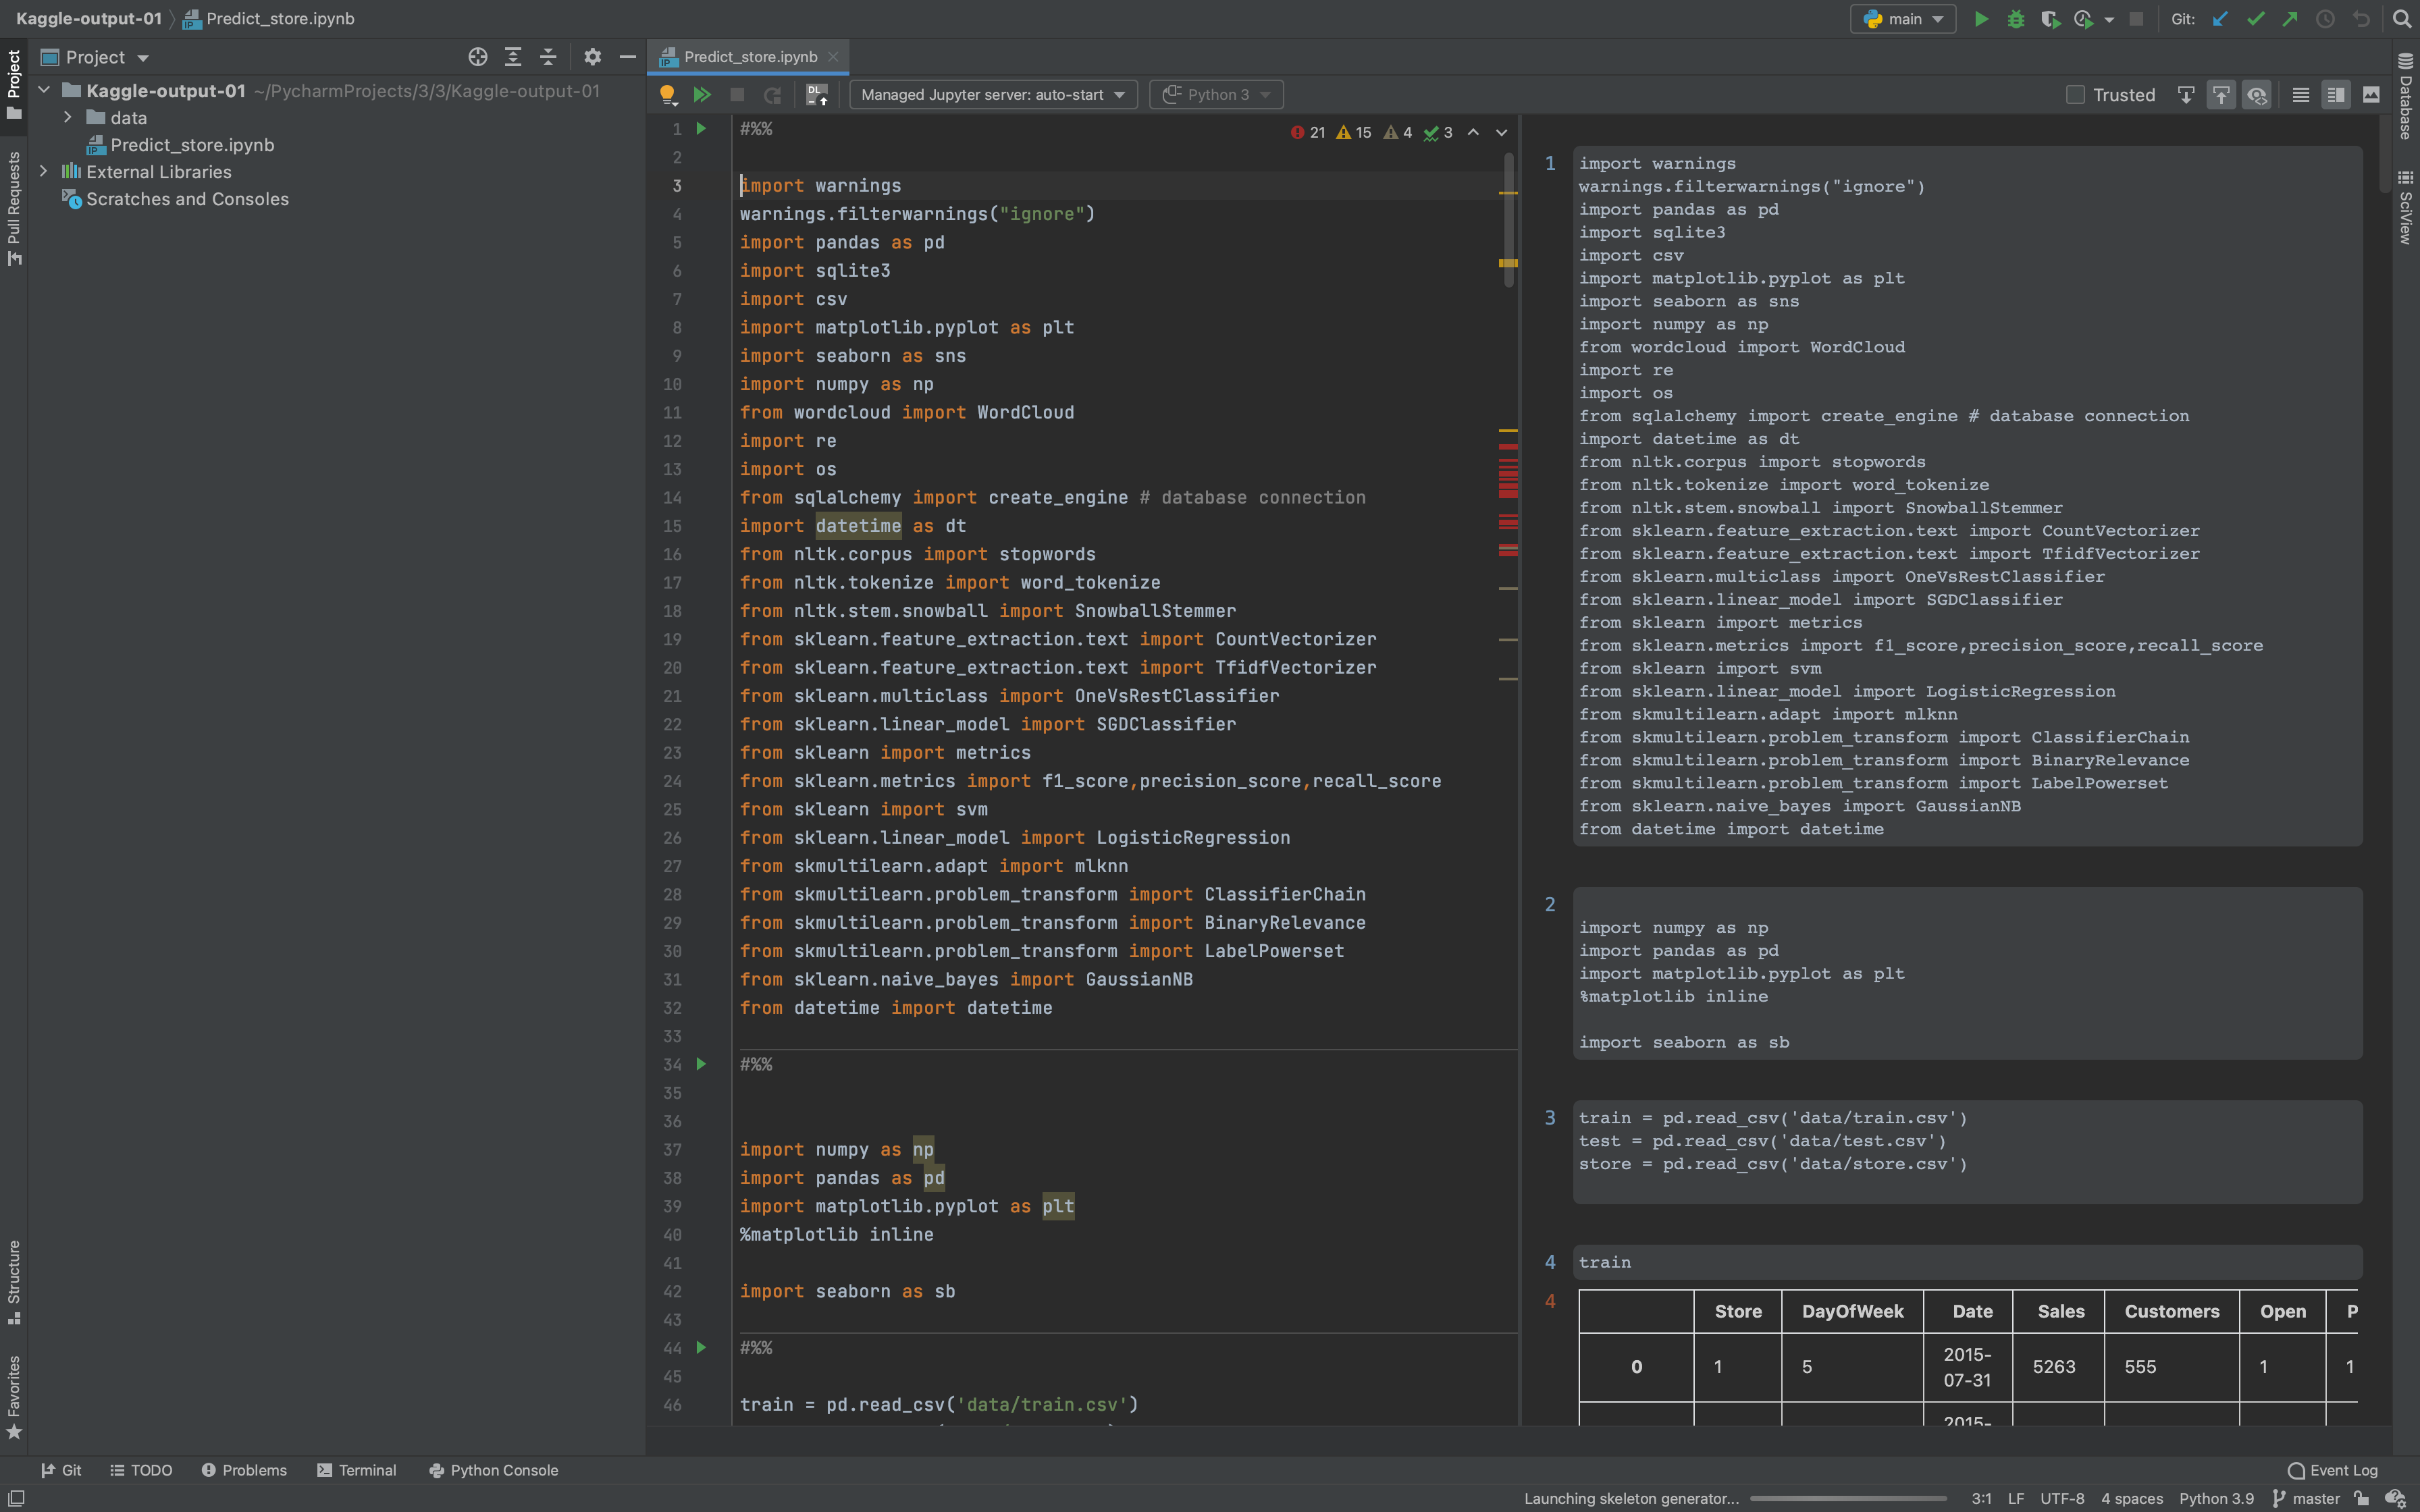 Kaggle-output-01 Predict_store.ipynb
main
Git:
Project
Predict_store.ipynb
Kaggle-output-01 ~/PycharmProjects/3/3/Kaggle-output-01
data
Predict_store.ipynb
External Libraries
Scratches and Consoles
Project
Pull Requests
Structure
Favorites
Managed Jupyter server: auto-start
Python 3
Trusted
Database
SciView
21 15 4 3
1 #%%
2
3 import warnings
4 warnings.filterwarnings("ignore")
5 import pandas as pd
6 import sqlite3
7 import csv
8 import matplotlib.pyplot as plt
9 import seaborn as sns
10 import numpy as np
11 from wordcloud import WordCloud
12 import re
13 import os
14 from sqlalchemy import create_engine # database connection
15 import datetime as dt
16 from nltk.corpus import stopwords
17 from nltk.tokenize import word_tokenize
18 from nltk.stem.snowball import SnowballStemmer
19 from sklearn.feature_extraction.text import CountVectorizer
20 from sklearn.feature_extraction.text import TfidfVectorizer
21 from sklearn.multiclass import OneVsRestClassifier
22 from sklearn.linear_model import SGDClassifier
23 from sklearn import metrics
24 from sklearn.metrics import f1_score,precision_score,recall_score
25 from sklearn import svm
26 from sklearn.linear_model import LogisticRegression
27 from skmultilearn.adapt import mlknn
28 from skmultilearn.problem_transform import ClassifierChain
29 from skmultilearn.problem_transform import BinaryRelevance
30 from skmultilearn.problem_transform import LabelPowerset
31 from sklearn.naive_bayes import GaussianNB
32 from datetime import datetime
33
34 #%%
35
36
37 import numpy as np
38 import pandas as pd
39 import matplotlib.pyplot as plt
40 %matplotlib inline
41
42 import seaborn as sb
43
44 #%%
45
46 train = pd.read_csv('data/train.csv')
1 import warnings
warnings.filterwarnings("ignore")
import pandas as pd
import sqlite3
import csv
import matplotlib.pyplot as plt
import seaborn as sns
import numpy as np
from wordcloud import WordCloud
import re
import os
from sqlalchemy import create_engine # database connection
import datetime as dt
from nltk.corpus import stopwords
from nltk.tokenize import word_tokenize
from nltk.stem.snowball import SnowballStemmer
from sklearn.feature_extraction.text import CountVectorizer
from sklearn.feature_extraction.text import TfidfVectorizer
from sklearn.multiclass import OneVsRestClassifier
from sklearn.linear_model import SGDClassifier
from sklearn import metrics
from sklearn.metrics import f1_score,precision_score,recall_score
from sklearn import svm
from sklearn.linear_model import LogisticRegression
from skmultilearn.adapt import mlknn
from skmultilearn.problem_transform import ClassifierChain
from skmultilearn.problem_transform import BinaryRelevance
from skmultilearn.problem_transform import LabelPowerset
from sklearn.naive_bayes import GaussianNB
from datetime import datetime
2
import numpy as np
import pandas as pd
import matplotlib.pyplot as plt
%matplotlib inline
import seaborn as sb
3 train = pd.read_csv('data/train.csv')
test = pd.read_csv('data/test.csv')
store = pd.read_csv('data/store.csv')
4 train
4
Store DayOfWeek Date Sales Customers Open P
0 1 5 2015-07-31 5263 555 1 1
2015-
Git TODO Problems Terminal Python Console Event Log
Launching skeleton generator... 3:1 LF UTF-8 4 spaces Python 3.9 master